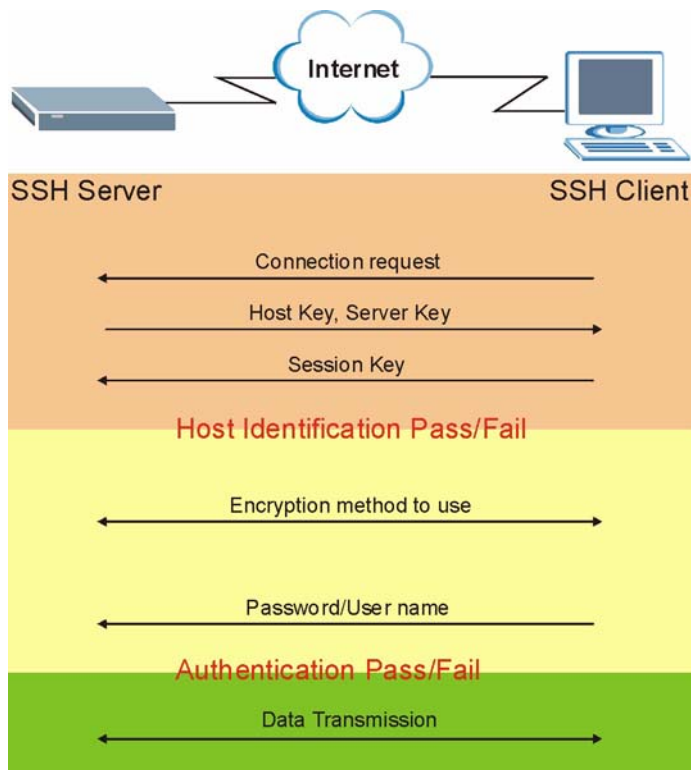 Internet
SSH Server
SSH Client
Connection request
Host Key, Server Key
Session Key
Host Identification Pass/Fail
Encryption method to use
Password/User name
Authentication Pass/Fail
Data Transmission